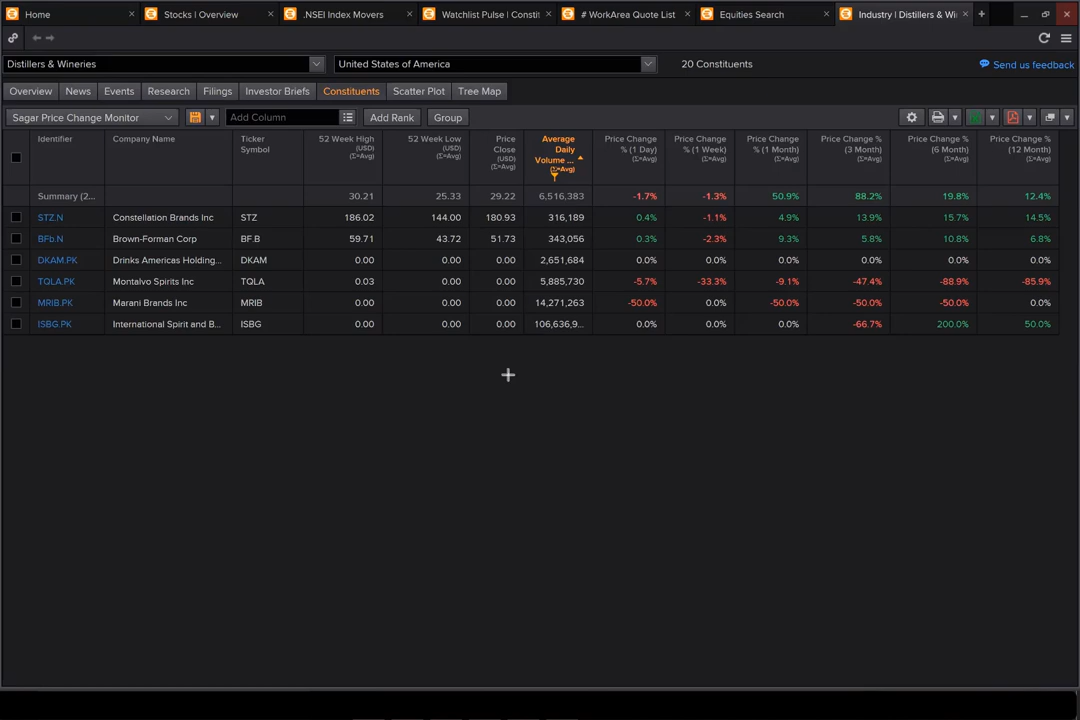 Home
Stocks | Overview
.NSEI Index Movers
Watchlist Pulse | Constit
# WorkArea Quote List
Equities Search
Industry | Distillers & Wi
Distillers & Wineries
United States of America
20 Constituents
Send us feedback
Overview News Events Research Filings Investor Briefs Constituents Scatter Plot Tree Map
Sagar Price Change Monitor
Add Column
Add Rank
Group
Identifier
Company Name
Ticker Symbol
52 Week High (USD) (Σ=Avg)
52 Week Low (USD) (Σ=Avg)
Price Close (USD) (Σ=Avg)
Average Daily Volume ... (Σ=Avg)
Price Change % (1 Day) (Σ=Avg)
Price Change % (1 Week) (Σ=Avg)
Price Change % (1 Month) (Σ=Avg)
Price Change % (3 Month) (Σ=Avg)
Price Change % (6 Month) (Σ=Avg)
Price Change % (12 Month) (Σ=Avg)
Summary (2... 30.21 25.33 29.22 6,516,383 -1.7% -1.3% 50.9% 88.2% 19.8% 12.4%
STZ.N Constellation Brands Inc STZ 186.02 144.00 180.93 316,189 0.4% -1.1% 4.9% 13.9% 15.7% 14.5%
BFb.N Brown-Forman Corp BF.B 59.71 43.72 51.73 343,056 0.3% -2.3% 9.3% 5.8% 10.8% 6.8%
DKAM.PK Drinks Americas Holding... DKAM 0.00 0.00 0.00 2,651,684 0.0% 0.0% 0.0% 0.0% 0.0% 0.0%
TQLA.PK Montalvo Spirits Inc TQLA 0.03 0.00 0.00 5,885,730 -5.7% -33.3% -9.1% -47.4% -88.9% -85.9%
MRIB.PK Marani Brands Inc MRIB 0.00 0.00 0.00 14,271,263 -50.0% 0.0% -50.0% -50.0% -50.0% 0.0%
ISBG.PK International Spirit and B... ISBG 0.00 0.00 0.00 106,636,9... 0.0% 0.0% 0.0% -66.7% 200.0% 50.0%